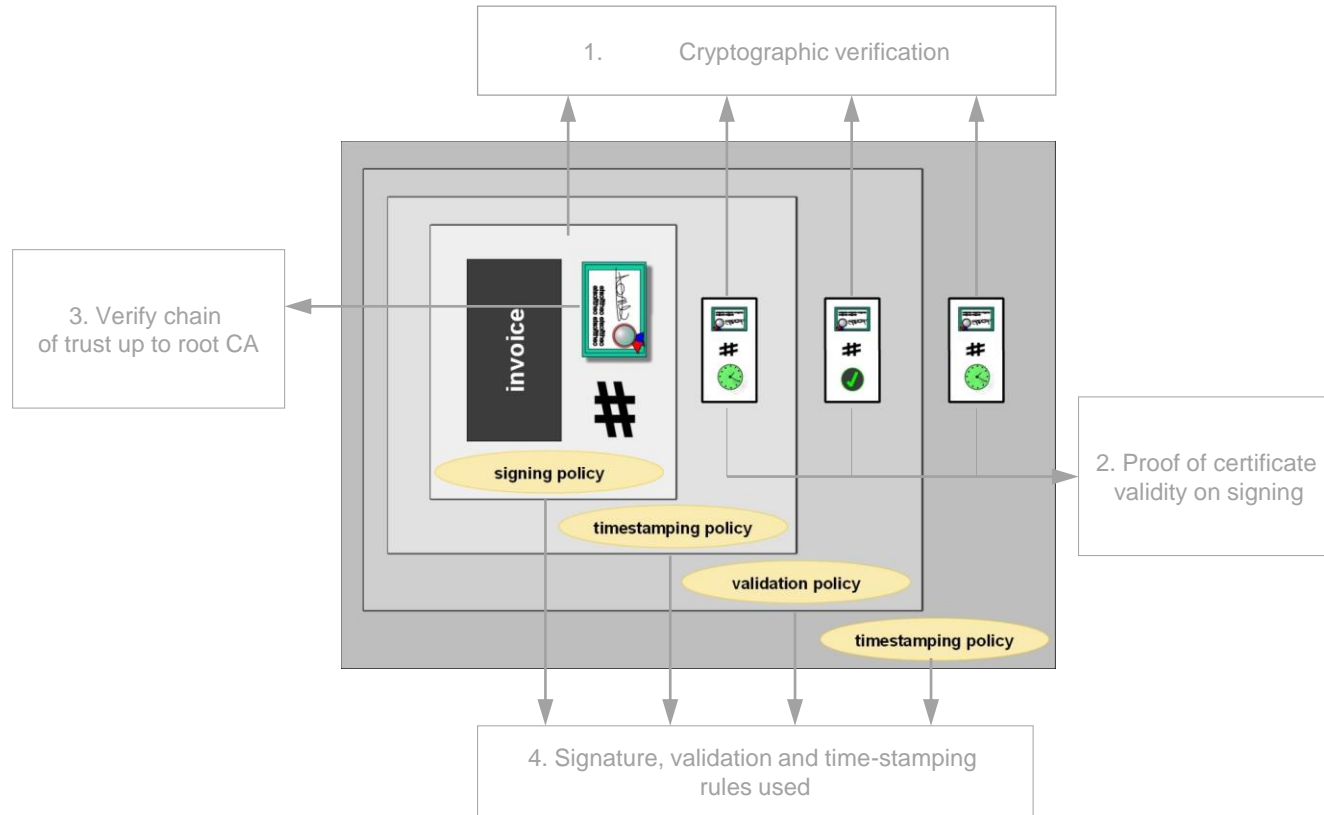 1. Cryptographic verification
3. Verify chain
of trust up to root CA
invoice
#
#
#
#
signing policy
2. Proof of certificate
validity on signing
timestamping policy
validation policy
timestamping policy
4. Signature, validation and time-stamping
rules used